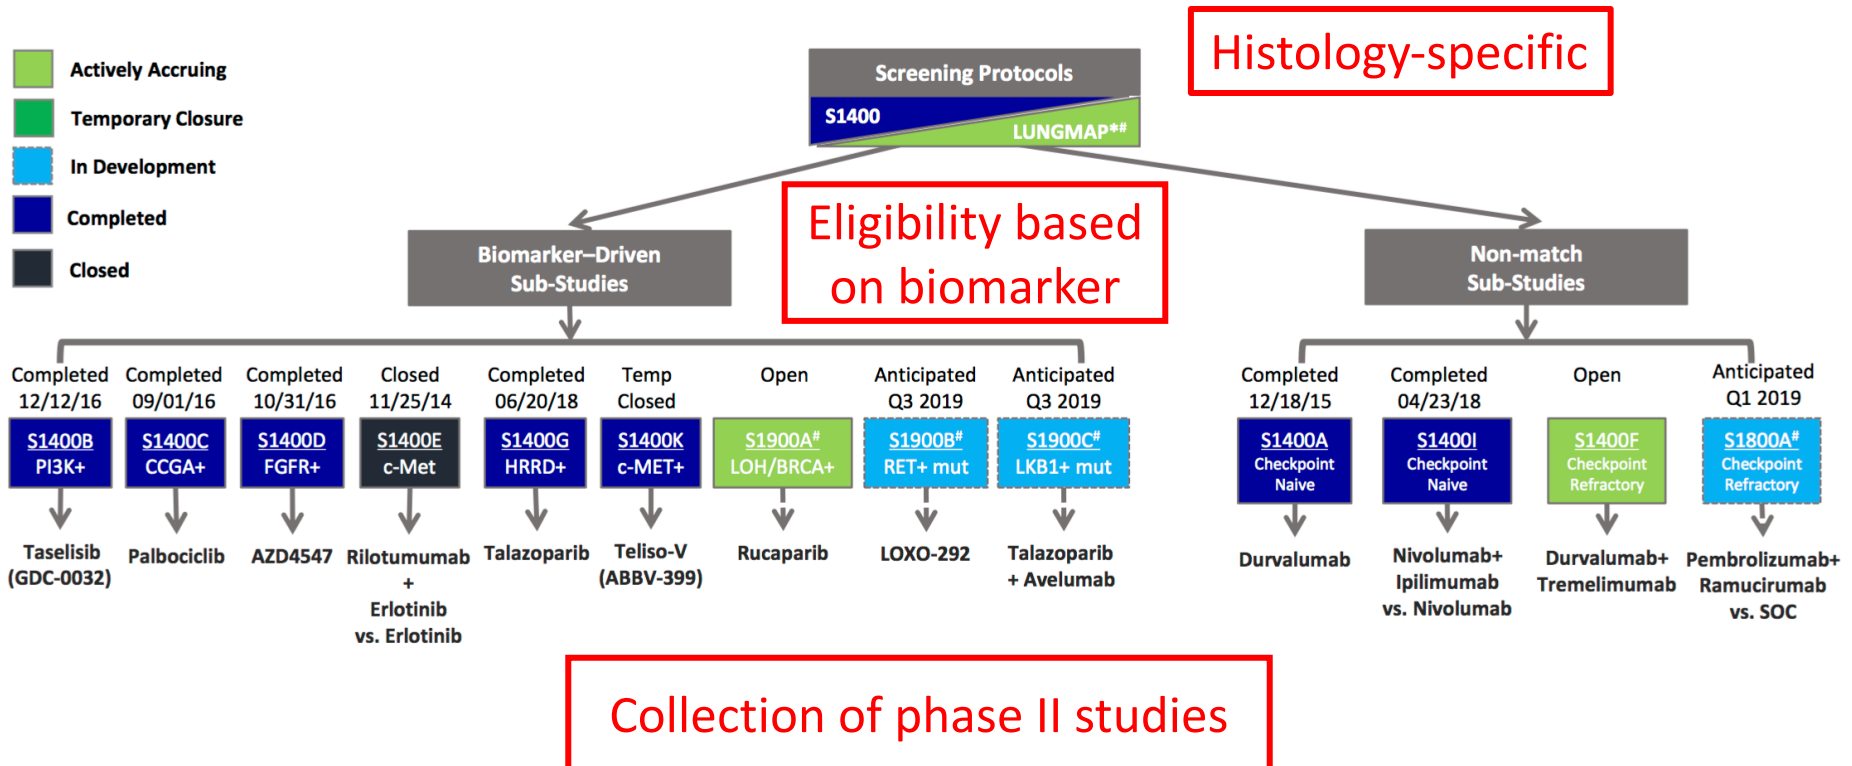 Histology-specific
Actively Accruing
Temporary Closure
In Development
Completed
Closed
Screening Protocols
S1400
LUNGMAP*#
Eligibility based
on biomarker
Biomarker–Driven
Sub-Studies
Non-match
Sub-Studies
Completed
12/12/16
S1400B
PI3K+
Taselisib
(GDC-0032)
Completed
09/01/16
S1400C
CCGA+
Palbociclib
Completed
10/31/16
S1400D
FGFR+
AZD4547
Closed
11/25/14
S1400E
c-Met
Rilotumumab
+
Erlotinib
vs. Erlotinib
Completed
06/20/18
S1400G
HRRD+
Talazoparib
Temp
Closed
S1400K
c-MET+
Teliso-V
(ABBV-399)
Open
S1900A#
LOH/BRCA+
Rucaparib
Anticipated
Q3 2019
S1900B#
RET+ mut
LOXO-292
Anticipated
Q3 2019
S1900C#
LKB1+ mut
Talazoparib
+ Avelumab
Completed
12/18/15
S1400A
Checkpoint
Naive
Durvalumab
Completed
04/23/18
S1400I
Checkpoint
Naive
Nivolumab+
Ipilimumab
vs. Nivolumab
Open
S1400F
Checkpoint
Refractory
Durvalumab+
Tremelimumab
Anticipated
Q1 2019
S1800A#
Checkpoint
Refractory
Pembrolizumab+
Ramucirumab
vs. SOC
Collection of phase II studies